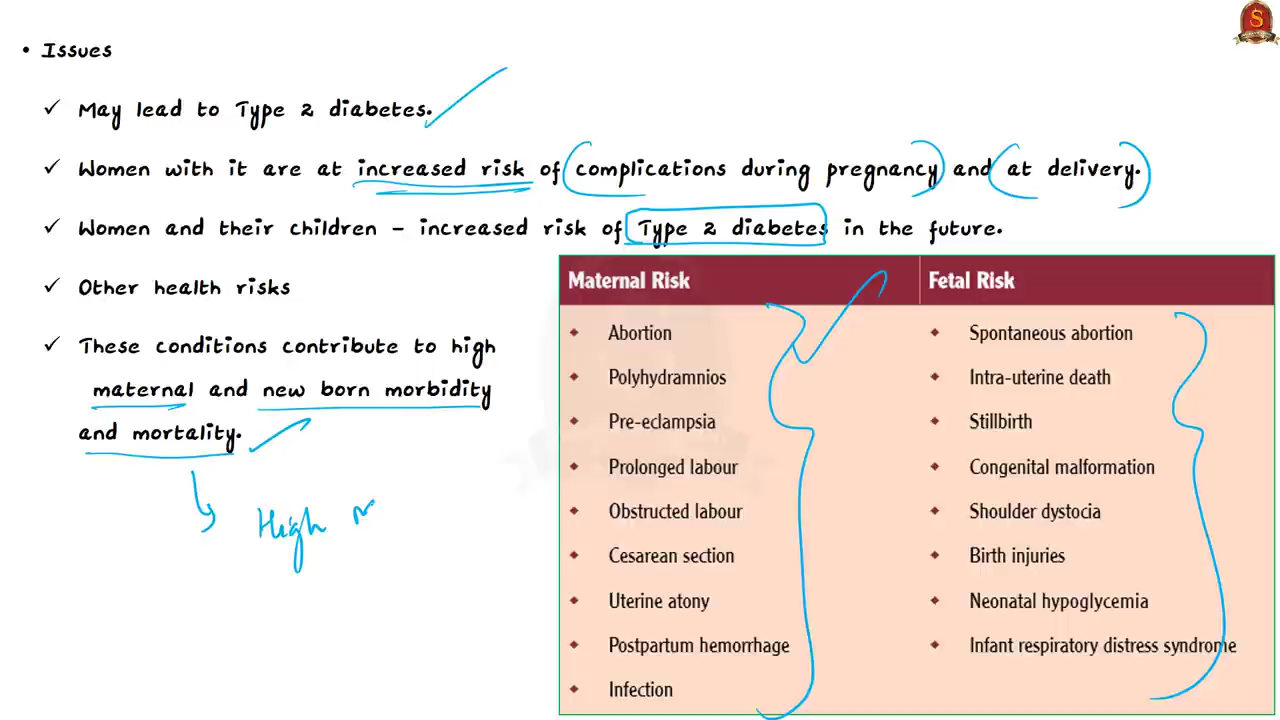 • Issues
✓ May lead to Type 2 diabetes.
✓ Women with it are at increased risk of complications during pregnancy and at delivery.
✓ Women and their children – increased risk of Type 2 diabetes in the future.
✓ Other health risks
✓ These conditions contribute to high
maternal and new born morbidity
and mortality.
High
Maternal Risk
Abortion
Polyhydramnios
Pre-eclampsia
Prolonged labour
Obstructed labour
Cesarean section
Uterine atony
Postpartum hemorrhage
Infection
Fetal Risk
Spontaneous abortion
Intra-uterine death
Stillbirth
Congenital malformation
Shoulder dystocia
Birth injuries
Neonatal hypoglycemia
Infant respiratory distress syndrome